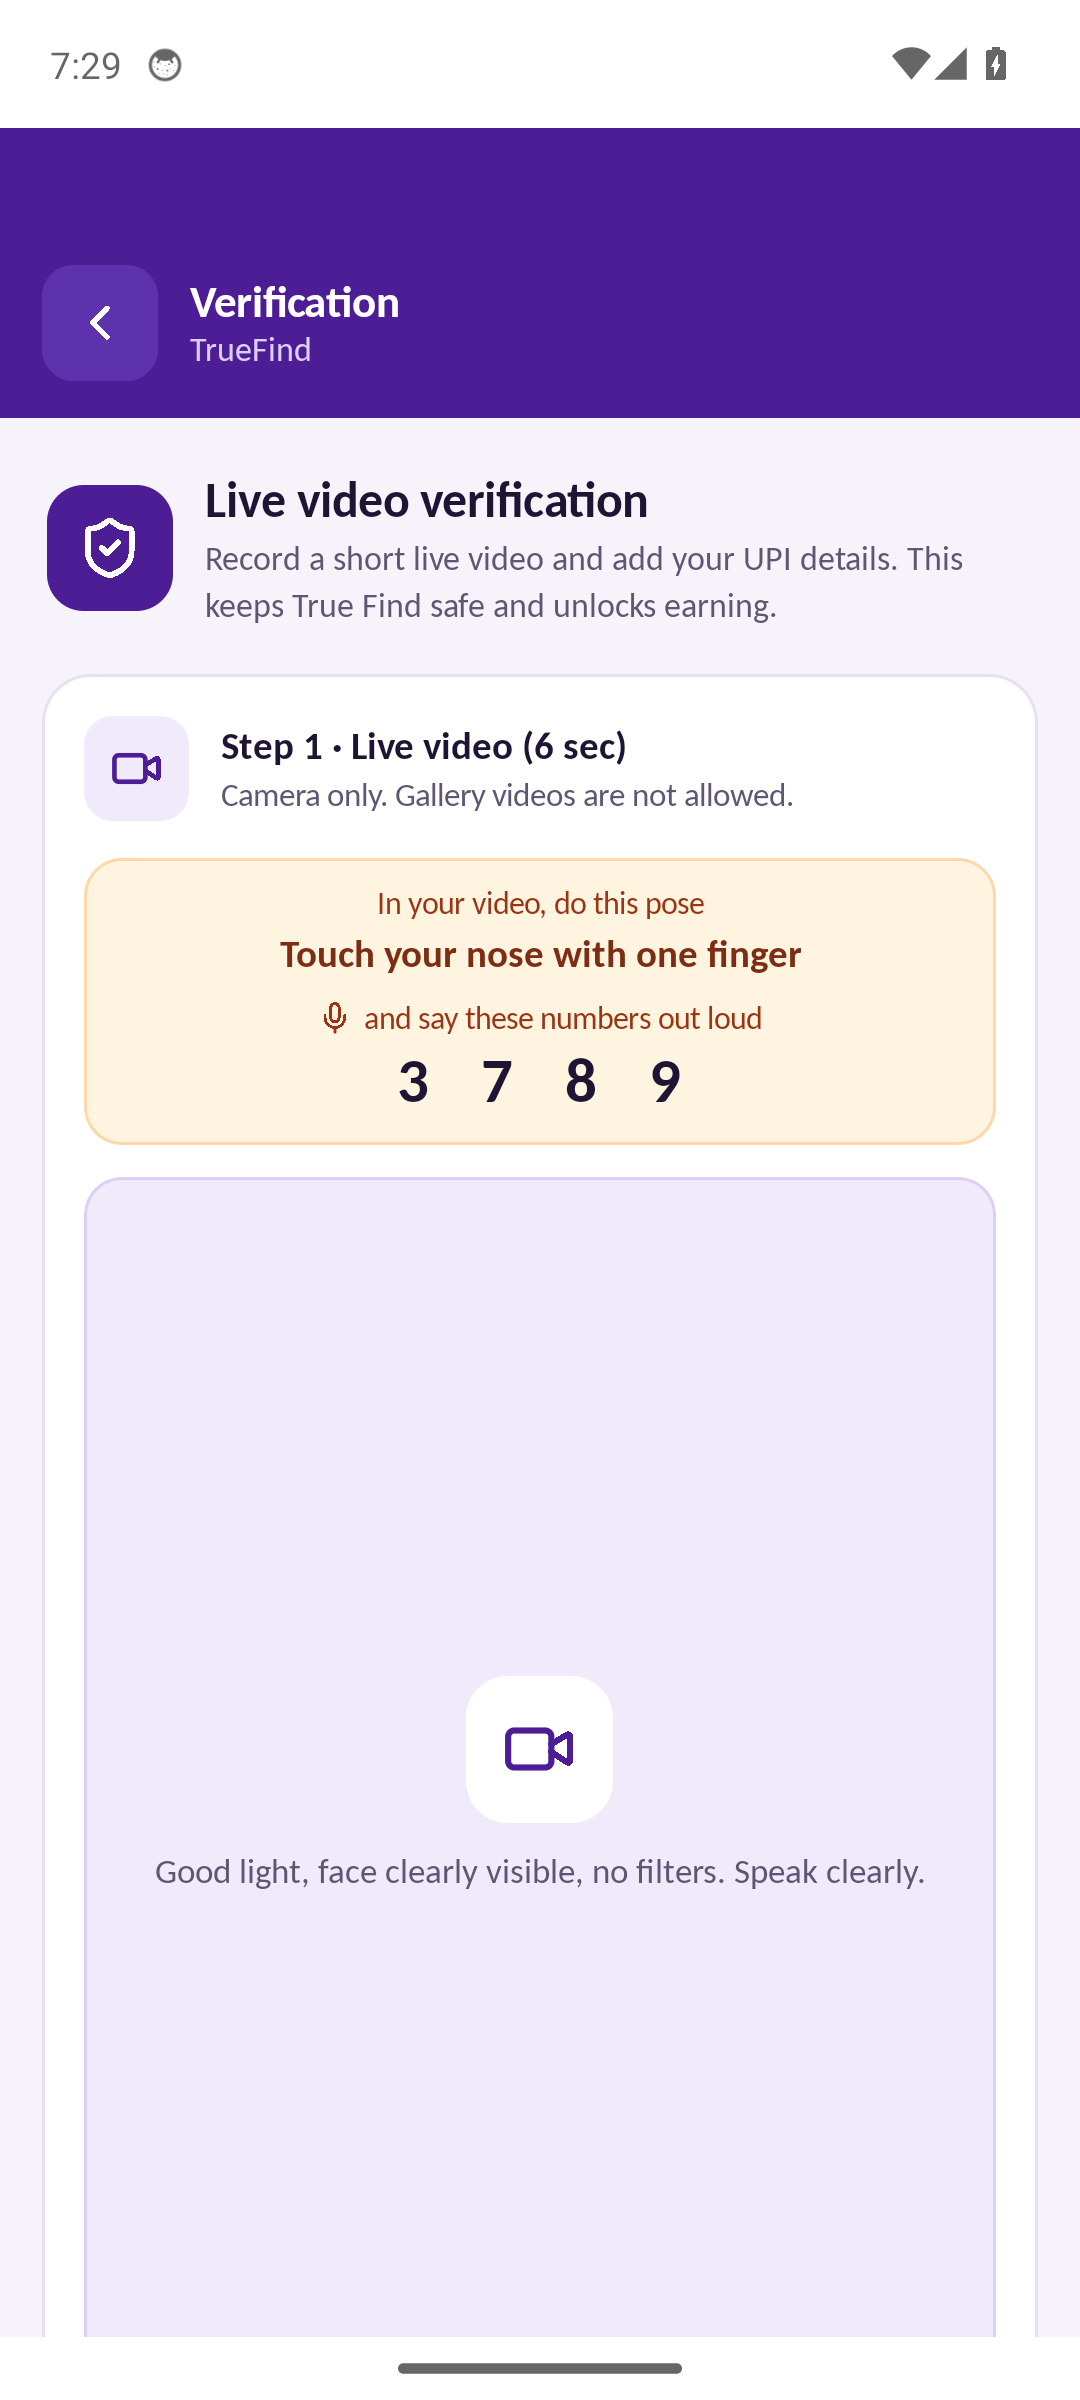 7:29
Verification
TrueFind
Live video verification
Record a short live video and add your UPI details. This
keeps True Find safe and unlocks earning.
Step 1 · Live video (6 sec)
Camera only. Gallery videos are not allowed.
In your video, do this pose
Touch your nose with one finger
and say these numbers out loud
3 7 8 9
Good light, face clearly visible, no filters. Speak clearly.